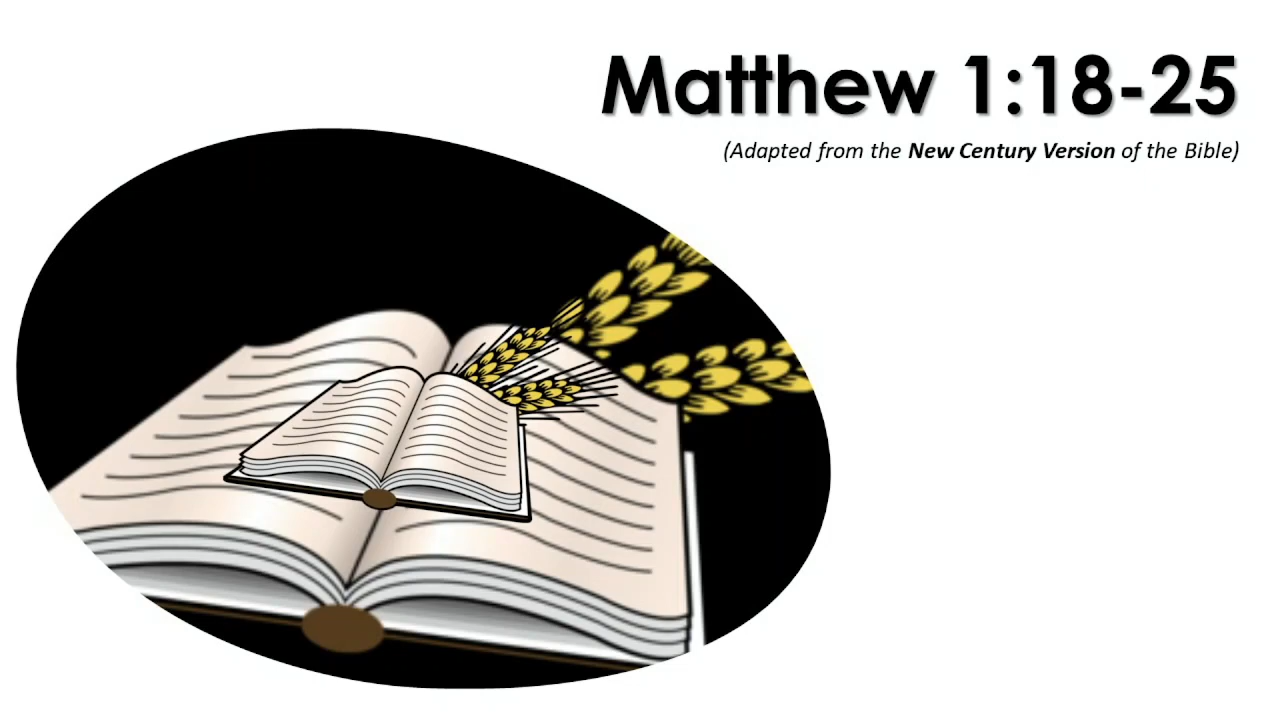 Matthew 1:18-25
(Adapted from the New Century Version of the Bible)